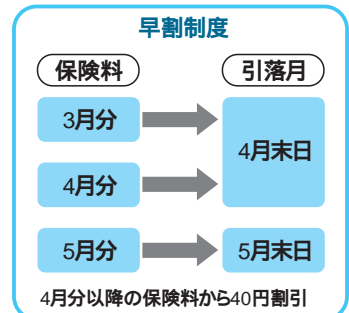 早割制度
保険料 引落月
3月分
4月末日
4月分
5月分 5月末日
4月分以降の保険料から40円割引